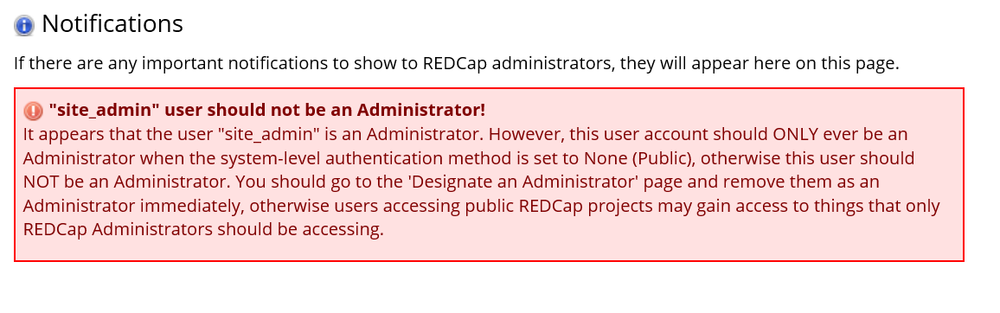 Notifications
If there are any important notifications to show to REDCap administrators, they will appear here on this page.
"site_admin" user should not be an Administrator!
It appears that the user "site_admin" is an Administrator. However, this user account should ONLY ever be an
Administrator when the system-level authentication method is set to None (Public), otherwise this user should
NOT be an Administrator. You should go to the 'Designate an Administrator' page and remove them as an
Administrator immediately, otherwise users accessing public REDCap projects may gain access to things that only
REDCap Administrators should be accessing.